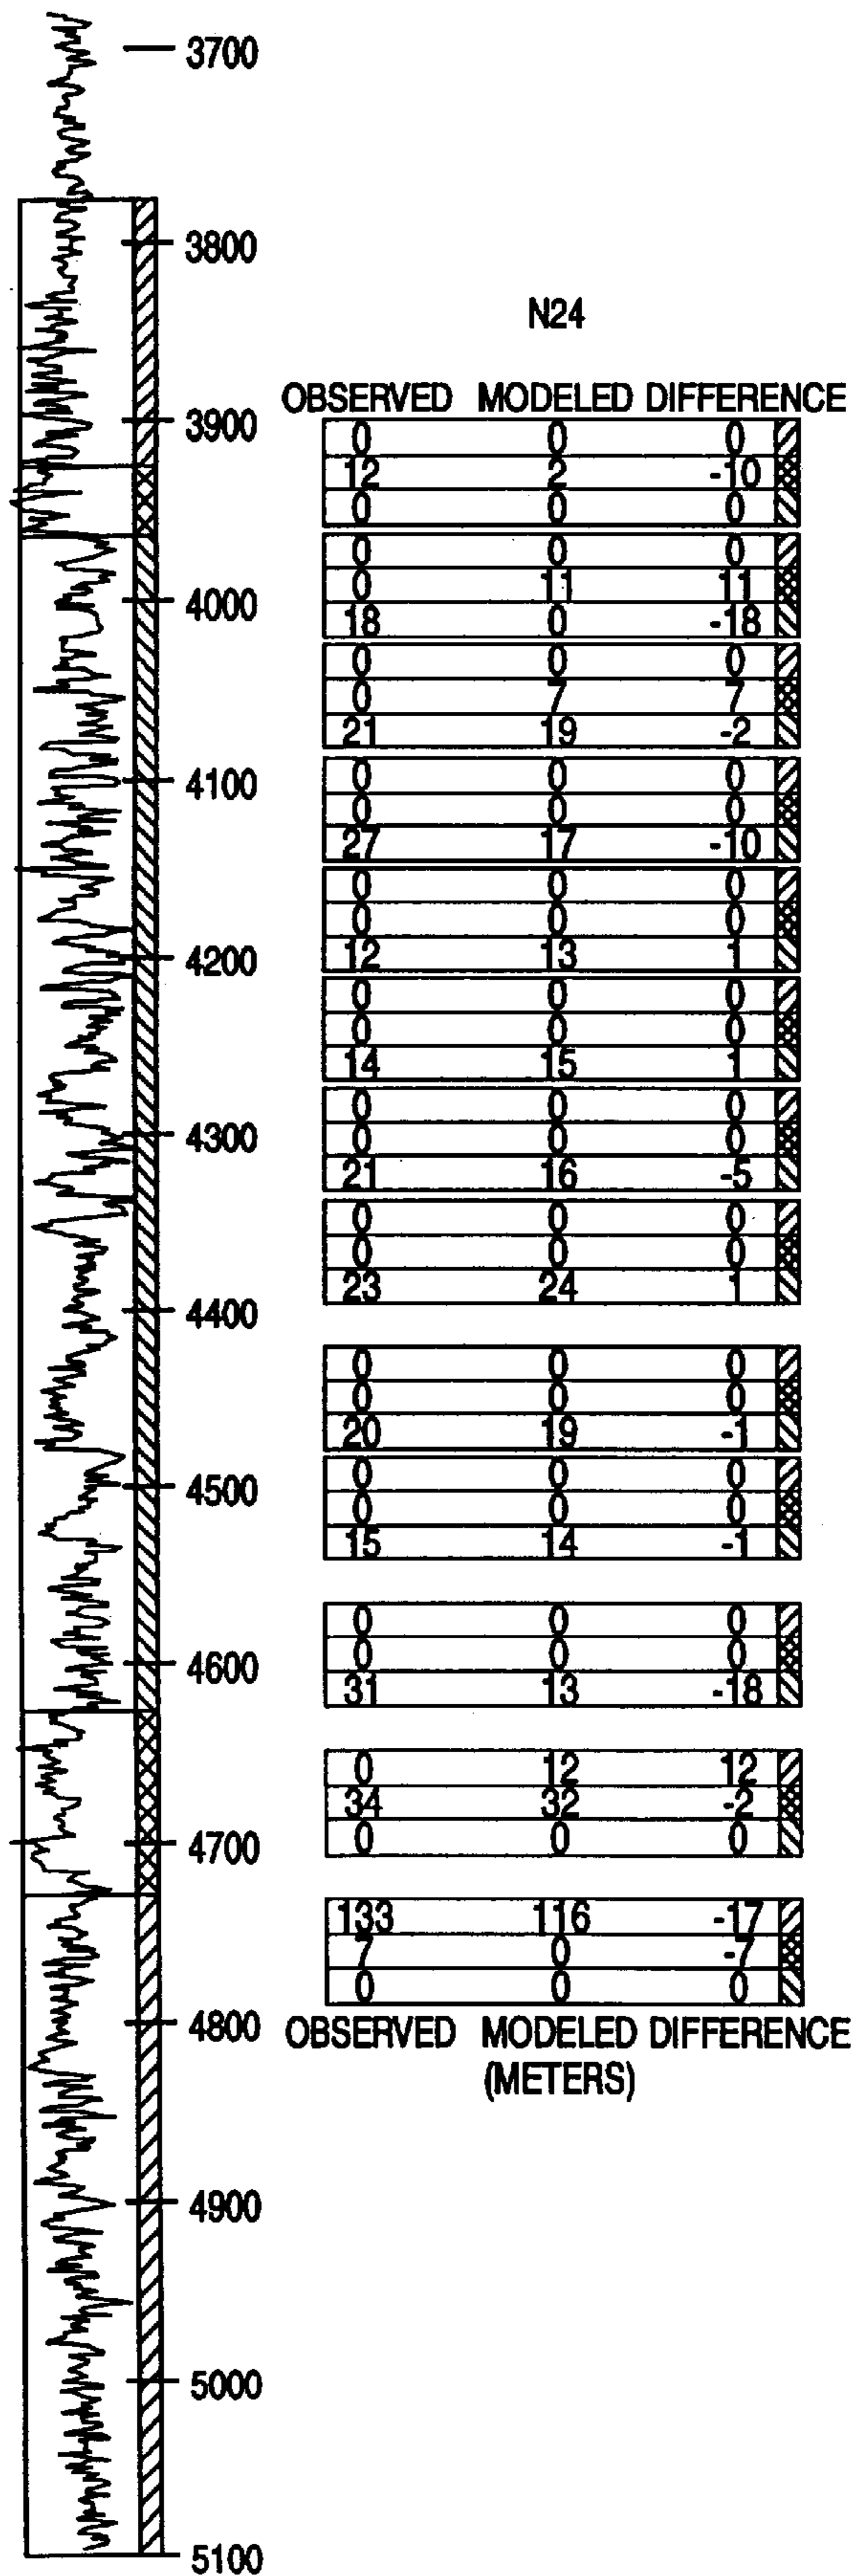 3700
3800
N24
OBSERVED MODELED DIFFERENCE
3900
0 0 0
12 2 -10
0 0 0
0 0 0
0 11 11
4000
18 0 -18
0 0 0
0 7 7
21 19 -2
0 0 0
4100
0 0 0
27 17 -10
0 0 0
0 0 0
4200
12 13 1
0 0 0
0 0 0
14 15 1
0 0 0
4300
0 0 0
21 16 -5
0 0 0
0 0 0
23 24 1
4400
0 0 0
0 0 0
20 19 -1
0 0 0
4500
0 0 0
15 14 -1
0 0 0
0 0 0
4600
31 13 -18
0 12 12
34 32 -2
4700
0 0 0
133 116 -17
7 0 -7
0 0 0
4800
OBSERVED MODELED DIFFERENCE
(METERS)
4900
5000
5100